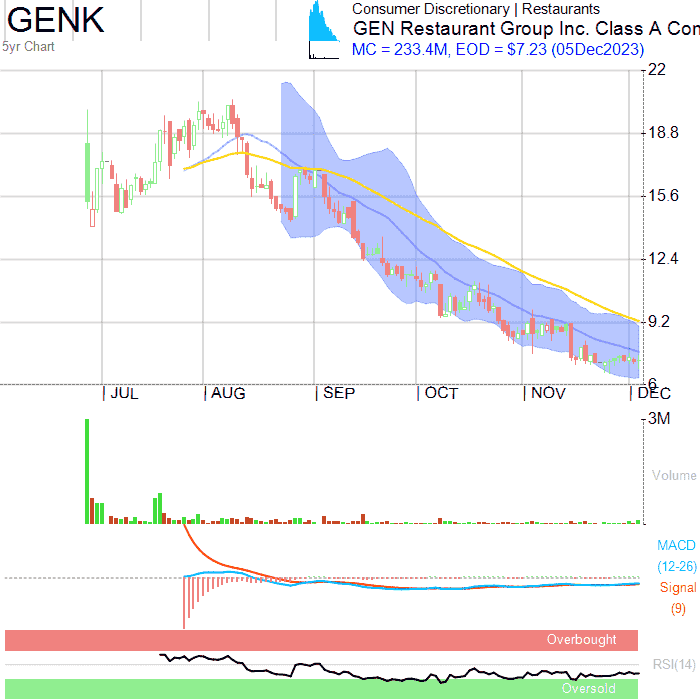 GENK
5yr Chart
Consumer Discretionary | Restaurants
GEN Restaurant Group Inc. Class A Con
MC = 233.4M, EOD = $7.23 (05Dec2023)
22
18.8
15.6
12.4
9.2
6
JUL AUG SEP OCT NOV DEC
3M
Volume
MACD
(12-26)
Signal
(9)
Overbought
RSI(14)
Oversold